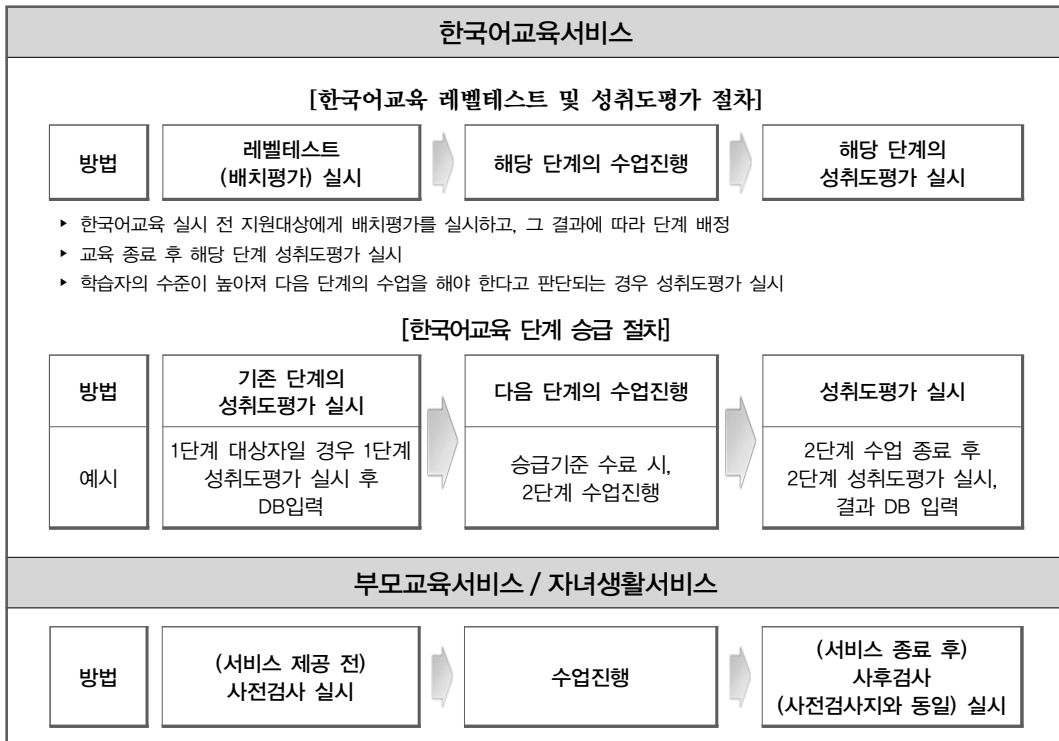 한국어교육서비스
[한국어교육 레벨테스트 및 성취도평가 절차]
방법
레벨테스트
(배치평가) 실시
해당 단계의 수업진행
해당 단계의
성취도평가 실시
▸ 한국어교육 실시 전 지원대상에게 배치평가를 실시하고, 그 결과에 따라 단계 배정
▸ 교육 종료 후 해당 단계 성취도평가 실시
▸ 학습자의 수준이 높아져 다음 단계의 수업을 해야 한다고 판단되는 경우 성취도평가 실시
[한국어교육 단계 승급 절차]
방법
기존 단계의
성취도평가 실시
다음 단계의 수업진행
성취도평가 실시
예시
1단계 대상자일 경우 1단계
성취도평가 실시 후
DB입력
승급기준 수료 시,
2단계 수업진행
2단계 수업 종료 후
2단계 성취도평가 실시,
결과 DB 입력
부모교육서비스 / 자녀생활서비스
방법
(서비스 제공 전)
사전검사 실시
수업진행
(서비스 종료 후)
사후검사
(사전검사지와 동일) 실시